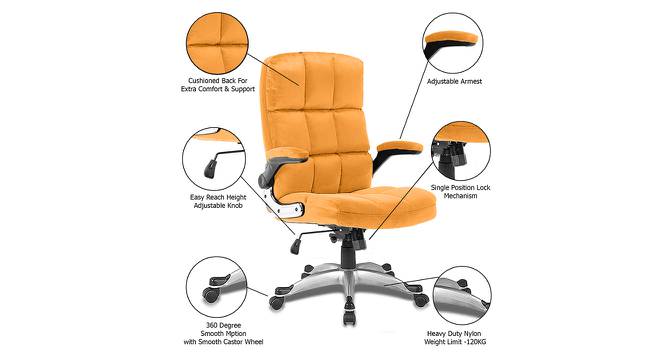 Cushioned Back For
Extra Comfort & Support
Adjustable Armest
Easy Reach Height
Adjustable Knob
Single Position Lock
Mechanism
360 Degree
Smooth Mption
with Smooth Castor Wheel
Heavy Duty Nylon
Weight Limit -120KG